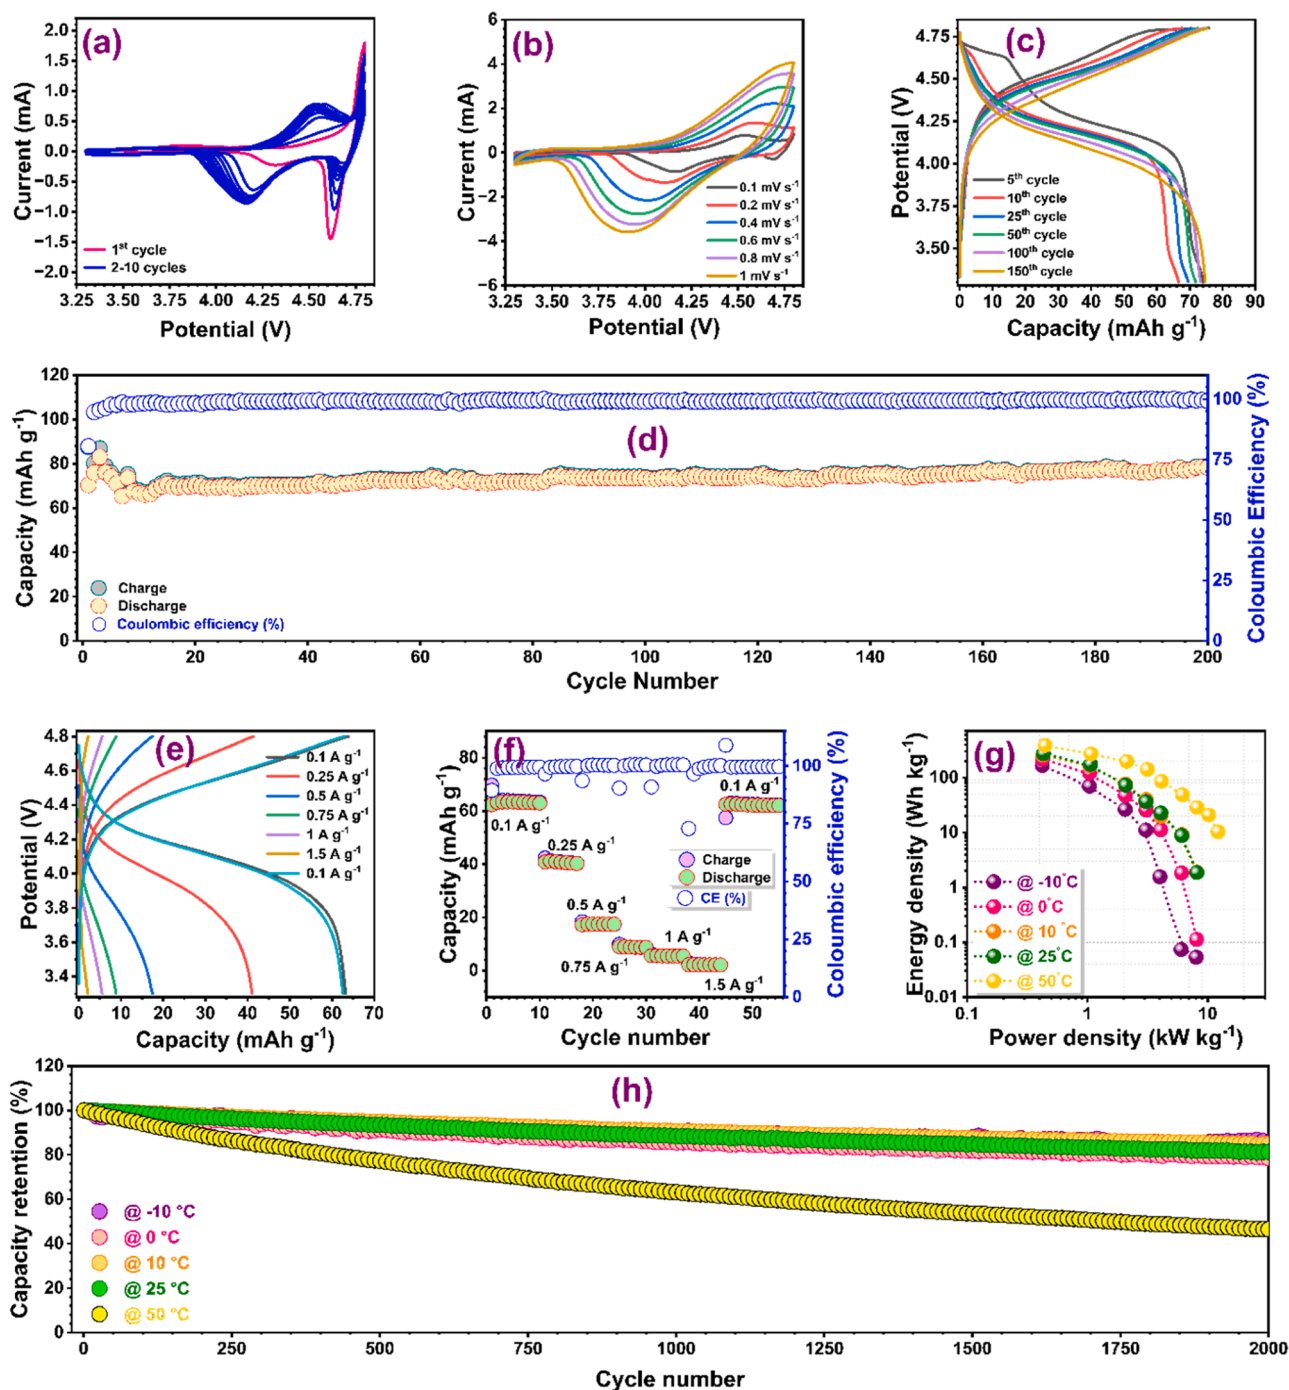 (a)
Current (mA)
2.0
1.5
1.0
0.5
0.0
−0.5
−1.0
−1.5
−2.0
1st cycle
2-10 cycles
3.25 3.50 3.75 4.00 4.25 4.50 4.75
Potential (V)
(b)
Current (mA)
6
4
2
0
−2
−4
−6
0.1 mV s-1
0.2 mV s-1
0.4 mV s-1
0.6 mV s-1
0.8 mV s-1
1 mV s-1
3.25 3.50 3.75 4.00 4.25 4.50 4.75
Potential (V)
(c)
Potential (V)
4.75
4.50
4.25
4.00
3.75
3.50
5th cycle
10th cycle
25th cycle
50th cycle
100th cycle
150th cycle
0 10 20 30 40 50 60 70 80 90
Capacity (mAh g-1)
(d)
Capacity (mAh g-1)
120
100
80
60
40
20
0
Charge
Discharge
Coulombic efficiency (%)
100
75
50
25
0
Coloumbic Efficiency (%)
0 20 40 60 80 100 120 140 160 180 200
Cycle Number
(e)
Potential (V)
4.8
4.6
4.4
4.2
4.0
3.8
3.6
3.4
0.1 A g-1
0.25 A g-1
0.5 A g-1
0.75 A g-1
1 A g-1
1.5 A g-1
0.1 A g-1
0 10 20 30 40 50 60 70
Capacity (mAh g-1)
(f)
Capacity (mAh g-1)
80
60
40
20
0
0.1 A g-1
0.25 A g-1
0.5 A g-1
0.75 A g-1
1 A g-1
1.5 A g-1
0.1 A g-1
Charge
Discharge
CE (%)
100
75
50
25
0
Coloumbic efficiency (%)
0 10 20 30 40 50
Cycle number
(g)
Energy density (Wh kg-1)
100
10
1
0.1
0.01
@ -10°C
@ 0°C
@ 10 °C
@ 25°C
@ 50°C
0.1 1 10
Power density (kW kg-1)
(h)
Capacity retention (%)
120
100
80
60
40
20
0
@ -10 °C
@ 0 °C
@ 10 °C
@ 25 °C
@ 50 °C
0 250 500 750 1000 1250 1500 1750 2000
Cycle number